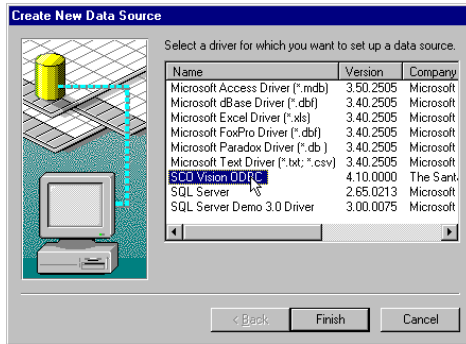 Create New Data Source
Select a driver for which you want to set up a data source.
Name Version Company
Microsoft Access Driver (*.mdb) 3.50.2505 Microsoft
Microsoft dBase Driver (*.dbf) 3.40.2505 Microsoft
Microsoft Excel Driver (*.xls) 3.40.2505 Microsoft
Microsoft FoxPro Driver (*.dbf) 3.40.2505 Microsoft
Microsoft Paradox Driver (*.db ) 3.40.2505 Microsoft
Microsoft Text Driver (*.txt; *.csv) 3.40.2505 Microsoft
SCO Vision ODBC 4.10.0000 The Sant
SQL Server 2.65.0213 Microsoft
SQL Server Demo 3.0 Driver 3.00.0075 Microsoft
< Back Finish Cancel